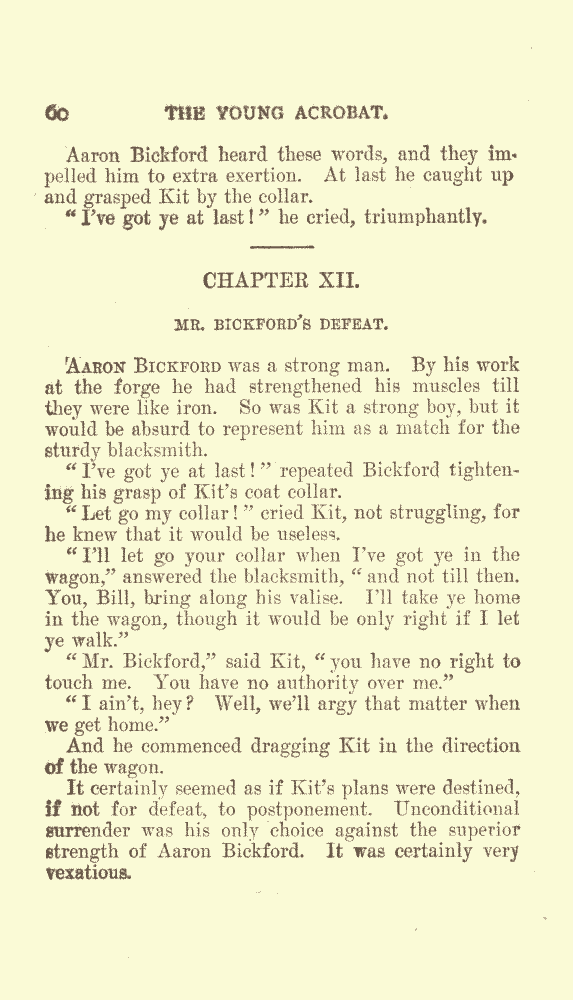 60 THE YOUNG ACROBAT.
Aaron Bickford heard these words, and they im-
pelled him to extra exertion. At last he caught up
and grasped Kit by the collar.
“I’ve got ye at last!” he cried, triumphantly.
CHAPTER XII.
MR. BICKFORD’S DEFEAT.
AARON BICKFORD was a strong man. By his work
at the forge he had strengthened his muscles till
they were like iron. So was Kit a strong boy, but it
would be absurd to represent him as a match for the
sturdy blacksmith.
“I’ve got ye at last!” repeated Bickford tighten-
ing his grasp of Kit’s coat collar.
“Let go my collar!” cried Kit, not struggling, for
he knew that it would be useless.
“I’ll let go your collar when I’ve got ye in the
wagon,” answered the blacksmith, “and not till then.
You, Bill, bring along his valise. I’ll take ye home
in the wagon, though it would be only right if I let
ye walk.”
“Mr. Bickford,” said Kit, “you have no right to
touch me. You have no authority over me.”
“I ain’t, hey? Well, we’ll argy that matter when
we get home.”
And he commenced dragging Kit in the direction
of the wagon.
It certainly seemed as if Kit’s plans were destined,
if not for defeat, to postponement. Unconditional
surrender was his only choice against the superior
strength of Aaron Bickford. It was certainly very
vexatious.